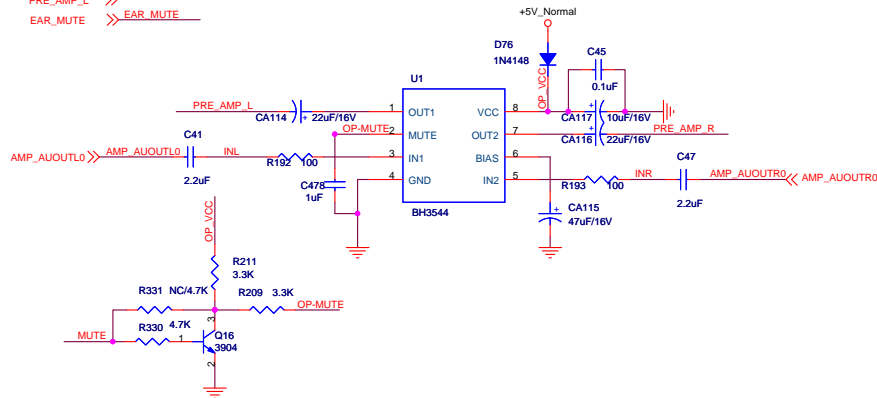 PRE_AMP_L
EAR_MUTE EAR_MUTE
+5V_Normal
D76
1N4148
C45
0.1uF
OP_VCC
U1
PRE_AMP_L
CA114 + 22uF/16V
1 OUT1 VCC 8
CA117 + 10uF/16V
OP-MUTE 2 MUTE OUT2 7
CA116 + 22uF/16V
PRE_AMP_R
C41
AMP_AUOUTL0 AMP_AUOUTL0 INL
2.2uF
R192 100
3 IN1 BIAS 6
C478
1uF
4 GND IN2 5
R193 100
INR
C47
2.2uF
AMP_AUOUTR0 AMP_AUOUTR0
BH3544
+ CA115
47uF/16V
OP_VCC
R211
3.3K
R331 NC/4.7K
R209 3.3K
OP-MUTE
3
MUTE
4.7K
R330
1
Q16
3904
2